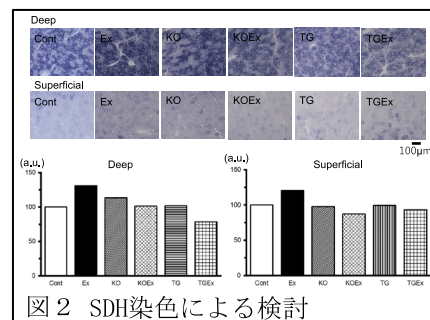 Deep
Cont Ex KO KOEx TG TGEx
Superficial
Cont Ex KO KOEx TG TGEx
100μm
(a.u.) Deep
150
100
50
0
Cont Ex KO KOEx TG TGEx
(a.u.) Superficial
150
100
50
0
Cont Ex KO KOEx TG TGEx
図2 SDH染色による検討